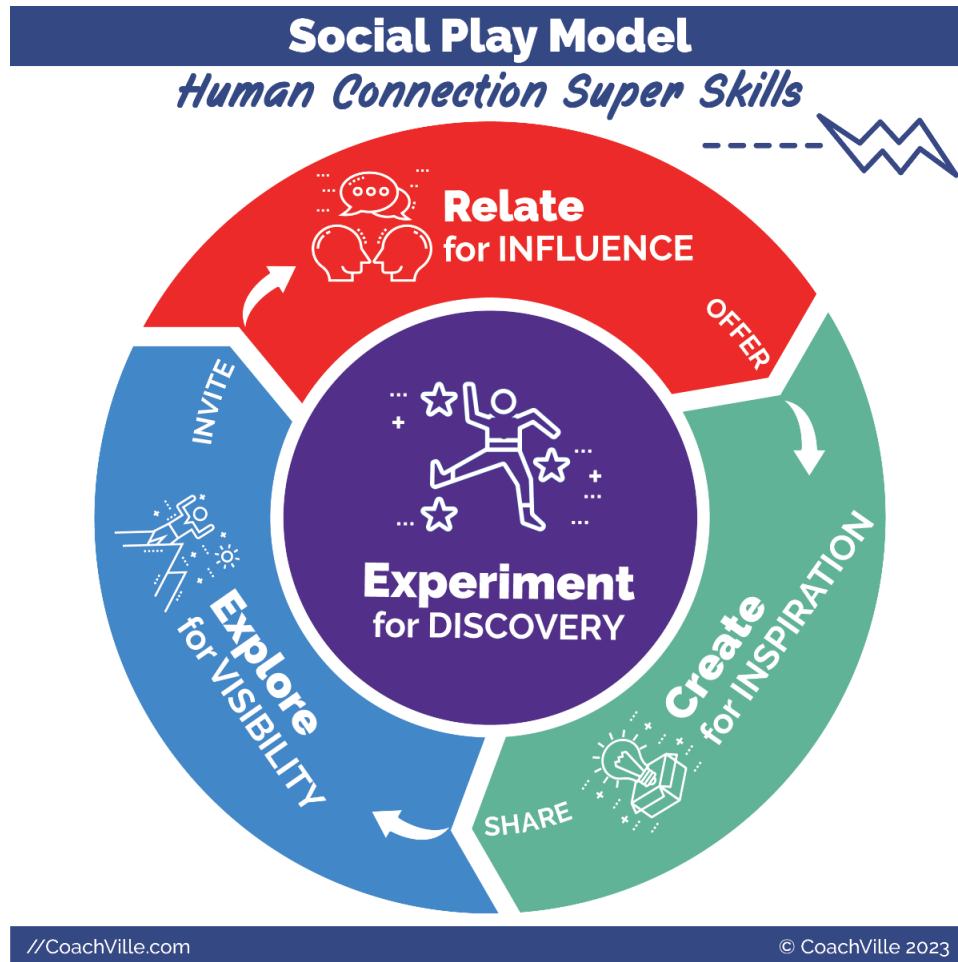 Social Play Model
Human Connection Super Skills
Relate
for INFLUENCE
OFFER
Create
for INSPIRATION
SHARE
Explore
for VISIBILITY
INVITE
Experiment
for DISCOVERY
//CoachVille.com
© CoachVille 2023